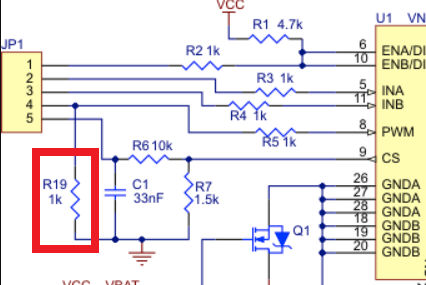 VCC
U1 VN
R1 4.7k
JP1
R2 1k
6 ENA/DI
10 ENB/DI
1
2
3
4
5
R3 1k
5 INA
R4 1k
11 INB
R5 1k
8 PWM
R6 10k
9 CS
R19
1k
C1
33nF
R7
1.5k
26 GNDA
27 GNDA
28 GNDA
18 GNDB
19 GNDB
20 GNDB
Q1
VCC VBAT